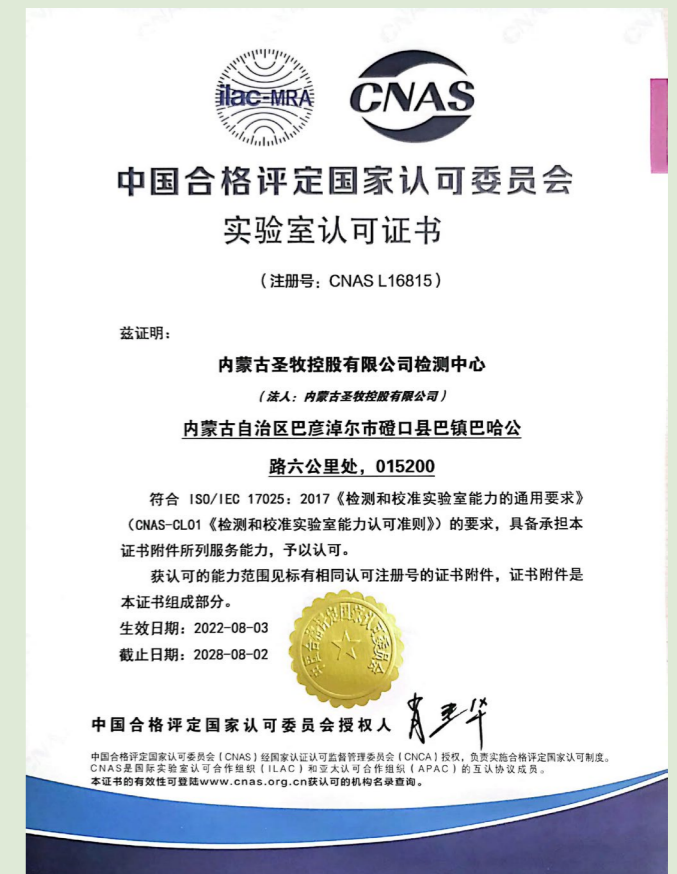 ilac-MRA
CNAS
中国合格评定国家认可委员会
实验室认可证书
（注册号：CNAS L16815）
兹证明：
内蒙古圣牧控股有限公司检测中心
（法人：内蒙古圣牧控股有限公司）
内蒙古自治区巴彦淖尔市磴口县巴镇巴哈公
路六公里处，015200
符合 ISO/IEC 17025：2017《检测和校准实验室能力的通用要求》
（CNAS-CL01《检测和校准实验室能力认可准则》）的要求，具备承担本
证书附件所列服务能力，予以认可。
获认可的能力范围见标有相同认可注册号的证书附件，证书附件是
本证书组成部分。
生效日期：2022-08-03
截止日期：2028-08-02
中国合格评定国家认可委员会
中国合格评定国家认可委员会授权人
中国合格评定国家认可委员会（CNAS）经国家认证认可监督管理委员会（CNCA）授权，负责实施合格评定国家认可制度。
CNAS是国际实验室认可合作组织（ILAC）和亚太认可合作组织（APAC）的互认协议成员。
本证书的有效性可登陆www.cnas.org.cn获认可的机构名录查询。